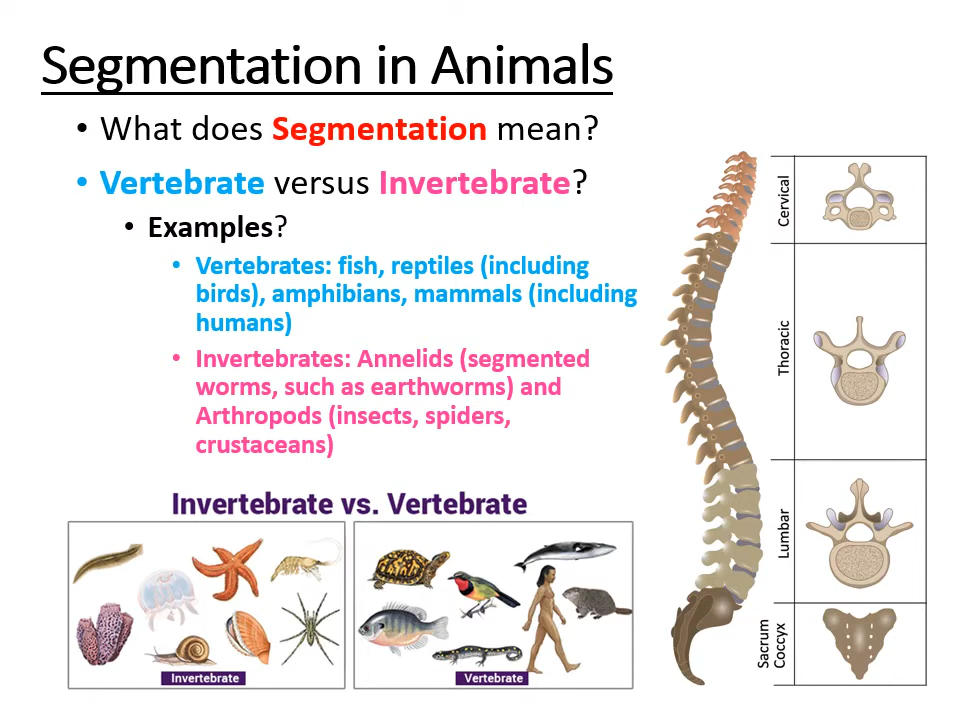 Segmentation in Animals
• What does Segmentation mean?
• Vertebrate versus Invertebrate?
• Examples?
• Vertebrates: fish, reptiles (including
birds), amphibians, mammals (including
humans)
• Invertebrates: Annelids (segmented
worms, such as earthworms) and
Arthropods (insects, spiders,
crustaceans)
Invertebrate vs. Vertebrate
Invertebrate
Vertebrate
Cervical
Thoracic
Lumbar
Sacrum
Coccyx